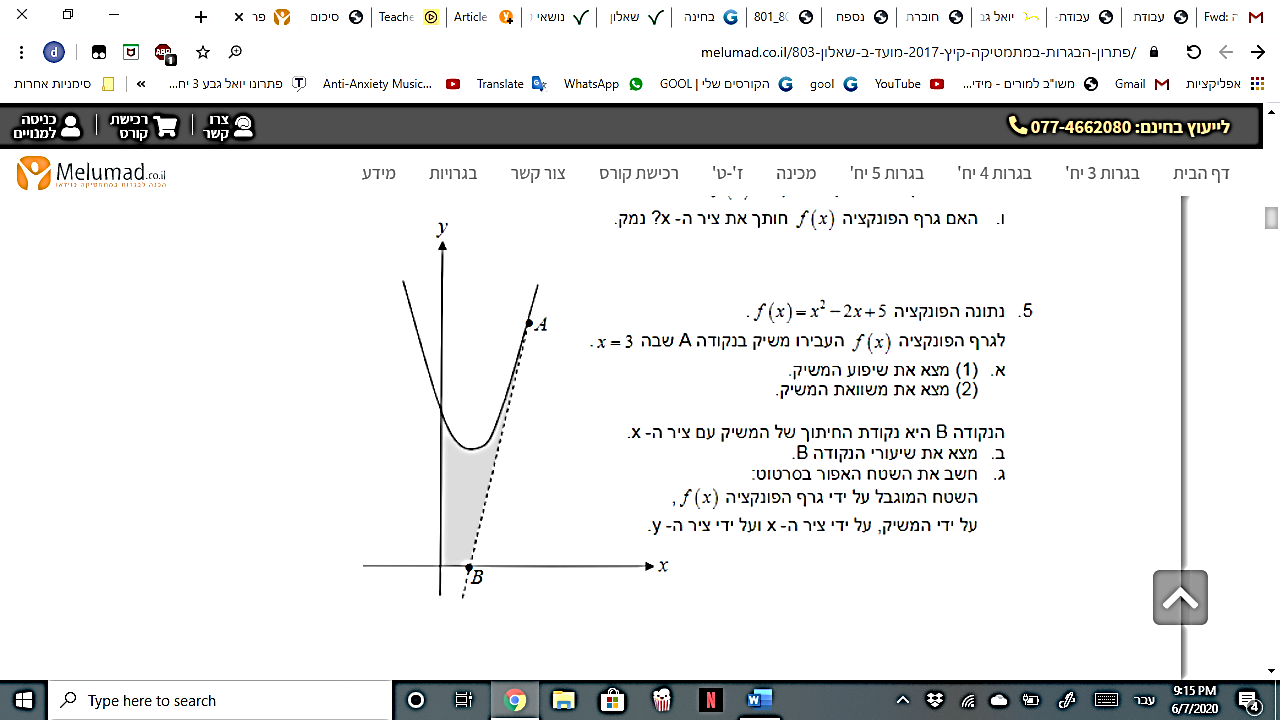 פר
סיכום
Teache
Article
נושאי י
שאלון
בחינה
801_80
נספח
חוברת
יואל גב
עבודת-
עבודת
Fwd: ה
melumad.co.il/803-פתרון-הבגרות-במתמטיקה-קיץ-2017-מועד-ב-שאלון/
אפליקציות
Gmail
משו"ב למורים - מידי...
YouTube
gool
הקורסים שלי | GOOL
WhatsApp
Translate
Anti-Anxiety Music...
פתרונו יואל גבע 3 יח...
»
סימניות אחרות
לייעוץ בחינם: 077-4662080
צרו קשר
רכישת קורס
כניסה למנויים
Melumad.co.il
הכנה לבגרות במתמטיקה בוידאו
דף הבית
בגרות 3 יח'
בגרות 4 יח'
בגרות 5 יח'
מכינה
ז'-ט'
רכישת קורס
צור קשר
בגרויות
מידע
ו. האם גרף הפונקציה f(x) חותך את ציר ה- x? נמק.
5. נתונה הפונקציה f(x)=x²−2x+5 .
לגרף הפונקציה f(x) העבירו משיק בנקודה A שבה x=3.
א. (1) מצא את שיפוע המשיק.
(2) מצא את משוואת המשיק.
הנקודה B היא נקודת החיתוך של המשיק עם ציר ה- x.
ב. מצא את שיעורי הנקודה B.
ג. חשב את השטח האפור בסרטוט:
השטח המוגבל על ידי גרף הפונקציה f(x),
על ידי המשיק, על ידי ציר ה- x ועל ידי ציר ה- y.
y
A
B
x
Type here to search
עבר
9:15 PM
6/7/2020
4